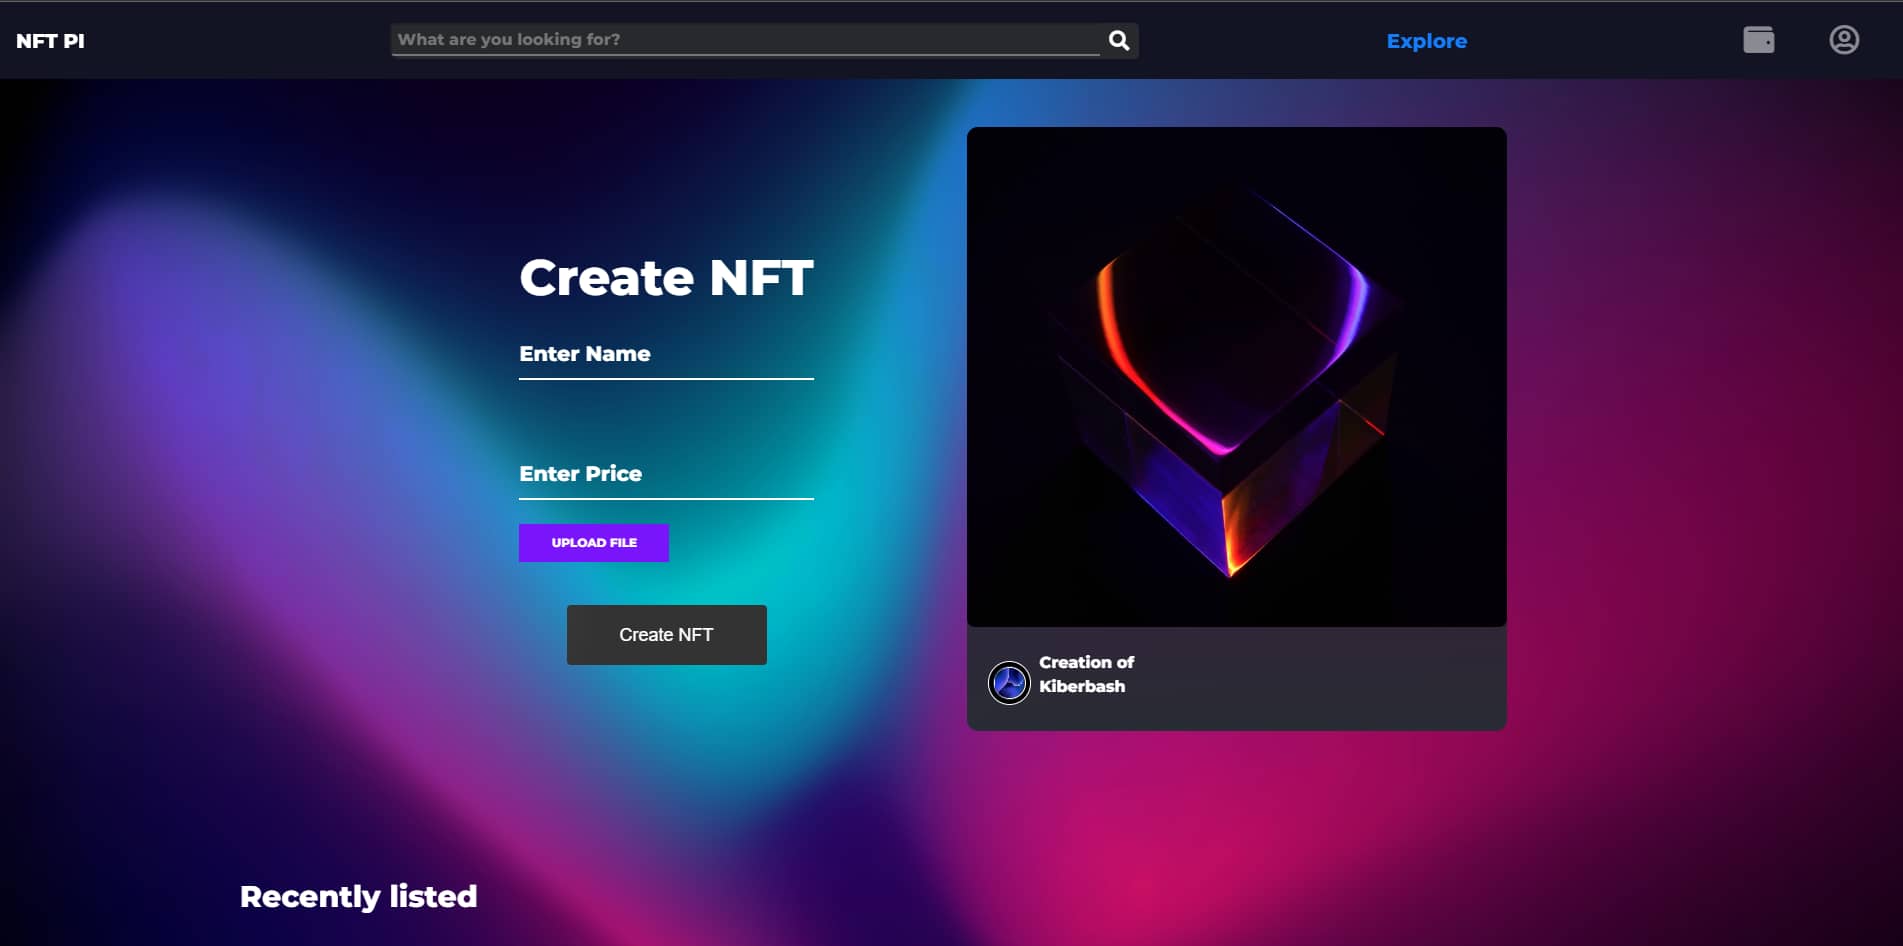 NFT PI
What are you looking for?
Explore
Create NFT
Enter Name
Enter Price
UPLOAD FILE
Create NFT
Creation of
Kiberbash
Recently listed